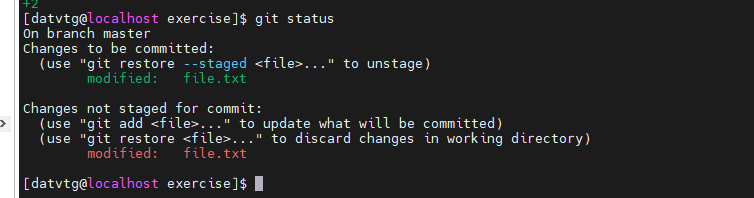 +2
[datvtg@localhost exercise]$ git status
On branch master
Changes to be committed:
  (use "git restore --staged <file>..." to unstage)
        modified:   file.txt

Changes not staged for commit:
  (use "git add <file>..." to update what will be committed)
  (use "git restore <file>..." to discard changes in working directory)
        modified:   file.txt

[datvtg@localhost exercise]$